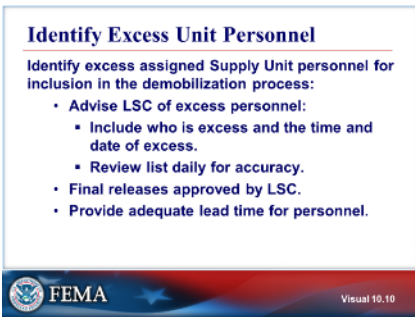 Identify Excess Unit Personnel
Identify excess assigned Supply Unit personnel for
inclusion in the demobilization process:
• Advise LSC of excess personnel:
▪ Include who is excess and the time and
date of excess.
▪ Review list daily for accuracy.
• Final releases approved by LSC.
• Provide adequate lead time for personnel.
FEMA
Visual 10.10